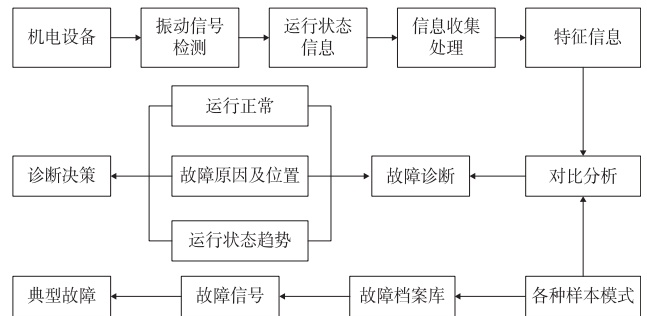 机电设备
振动信号
检测
运行状态
信息
信息收集
处理
特征信息
运行正常
诊断决策
故障原因及位置
故障诊断
对比分析
运行状态趋势
典型故障
故障信号
故障档案库
各种样本模式